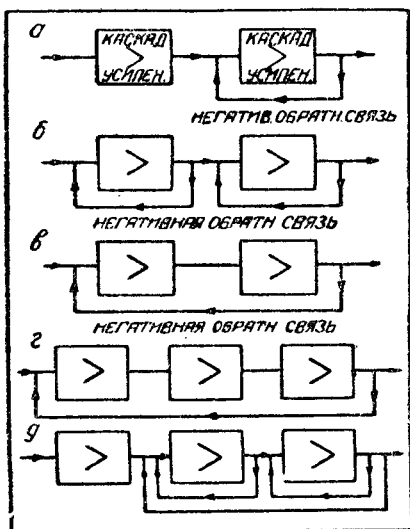 а
КАСКАД УСИЛЕН.
КАСКАД УСИЛЕН.
НЕГАТИВ. ОБРАТН. СВЯЗЬ
б
НЕГАТИВНАЯ ОБРАТН СВЯЗЬ
в
НЕГАТИВНАЯ ОБРАТН СВЯЗЬ
г
д